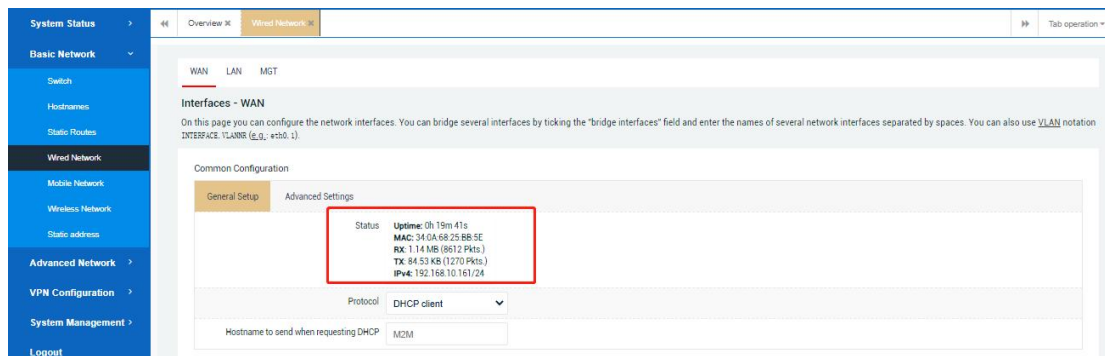 System Status
Overview
Wired Network
Tab operation
Basic Network
Switch
Hostnames
Static Routes
Wired Network
Mobile Network
Wireless Network
Static address
Advanced Network
VPN Configuration
System Management
Logout
WAN LAN MGT
Interfaces - WAN
On this page you can configure the network interfaces. You can bridge several interfaces by ticking the "bridge interfaces" field and enter the names of several network interfaces separated by spaces. You can also use VLAN notation
INTERFACE.VLANNR (e.g.: eth0.1).
Common Configuration
General Setup Advanced Settings
Status
Uptime: 0h 19m 41s
MAC: 34:0A:68:25:BB:5E
RX: 1.14 MB (8612 Pkts.)
TX: 84.53 KB (1270 Pkts.)
IPv4: 192.168.10.161/24
Protocol DHCP client
Hostname to send when requesting DHCP M2M